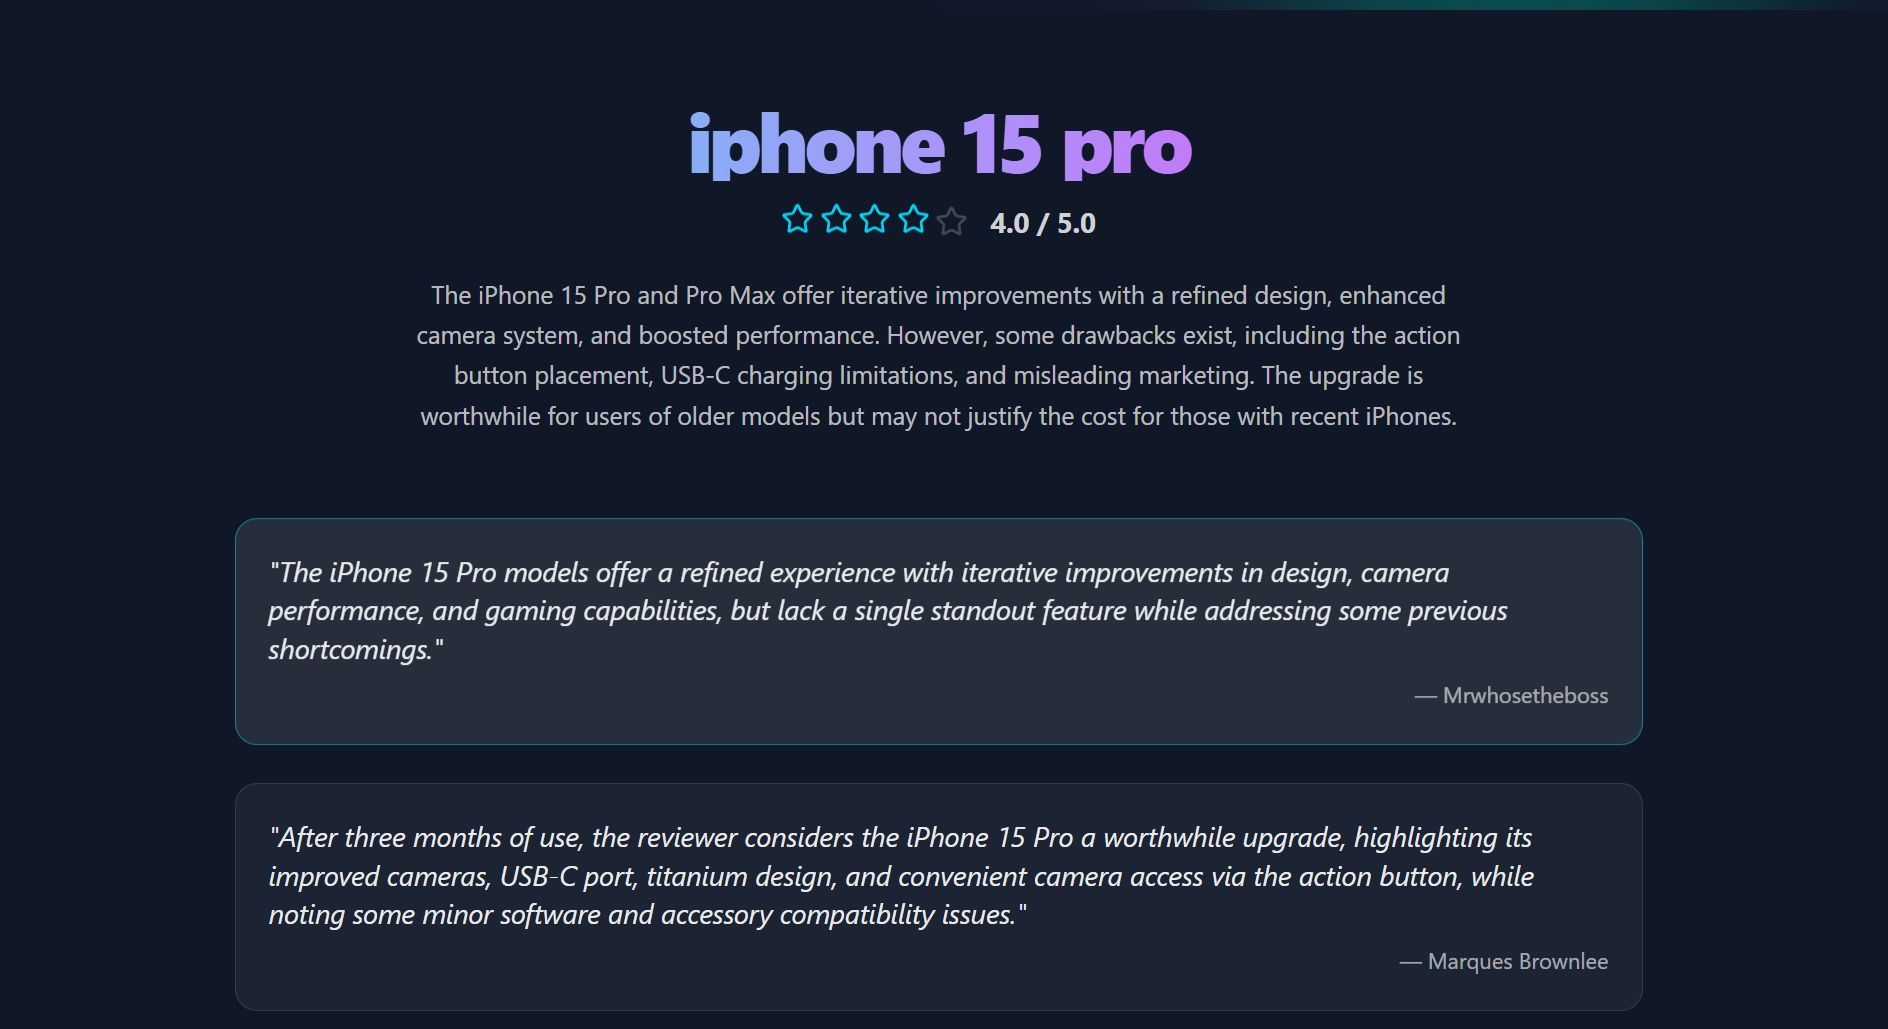 iphone 15 pro
4.0 / 5.0
The iPhone 15 Pro and Pro Max offer iterative improvements with a refined design, enhanced
camera system, and boosted performance. However, some drawbacks exist, including the action
button placement, USB-C charging limitations, and misleading marketing. The upgrade is
worthwhile for users of older models but may not justify the cost for those with recent iPhones.
"The iPhone 15 Pro models offer a refined experience with iterative improvements in design, camera
performance, and gaming capabilities, but lack a single standout feature while addressing some previous
shortcomings."
— Mrwhosetheboss
"After three months of use, the reviewer considers the iPhone 15 Pro a worthwhile upgrade, highlighting its
improved cameras, USB-C port, titanium design, and convenient camera access via the action button, while
noting some minor software and accessory compatibility issues."
— Marques Brownlee